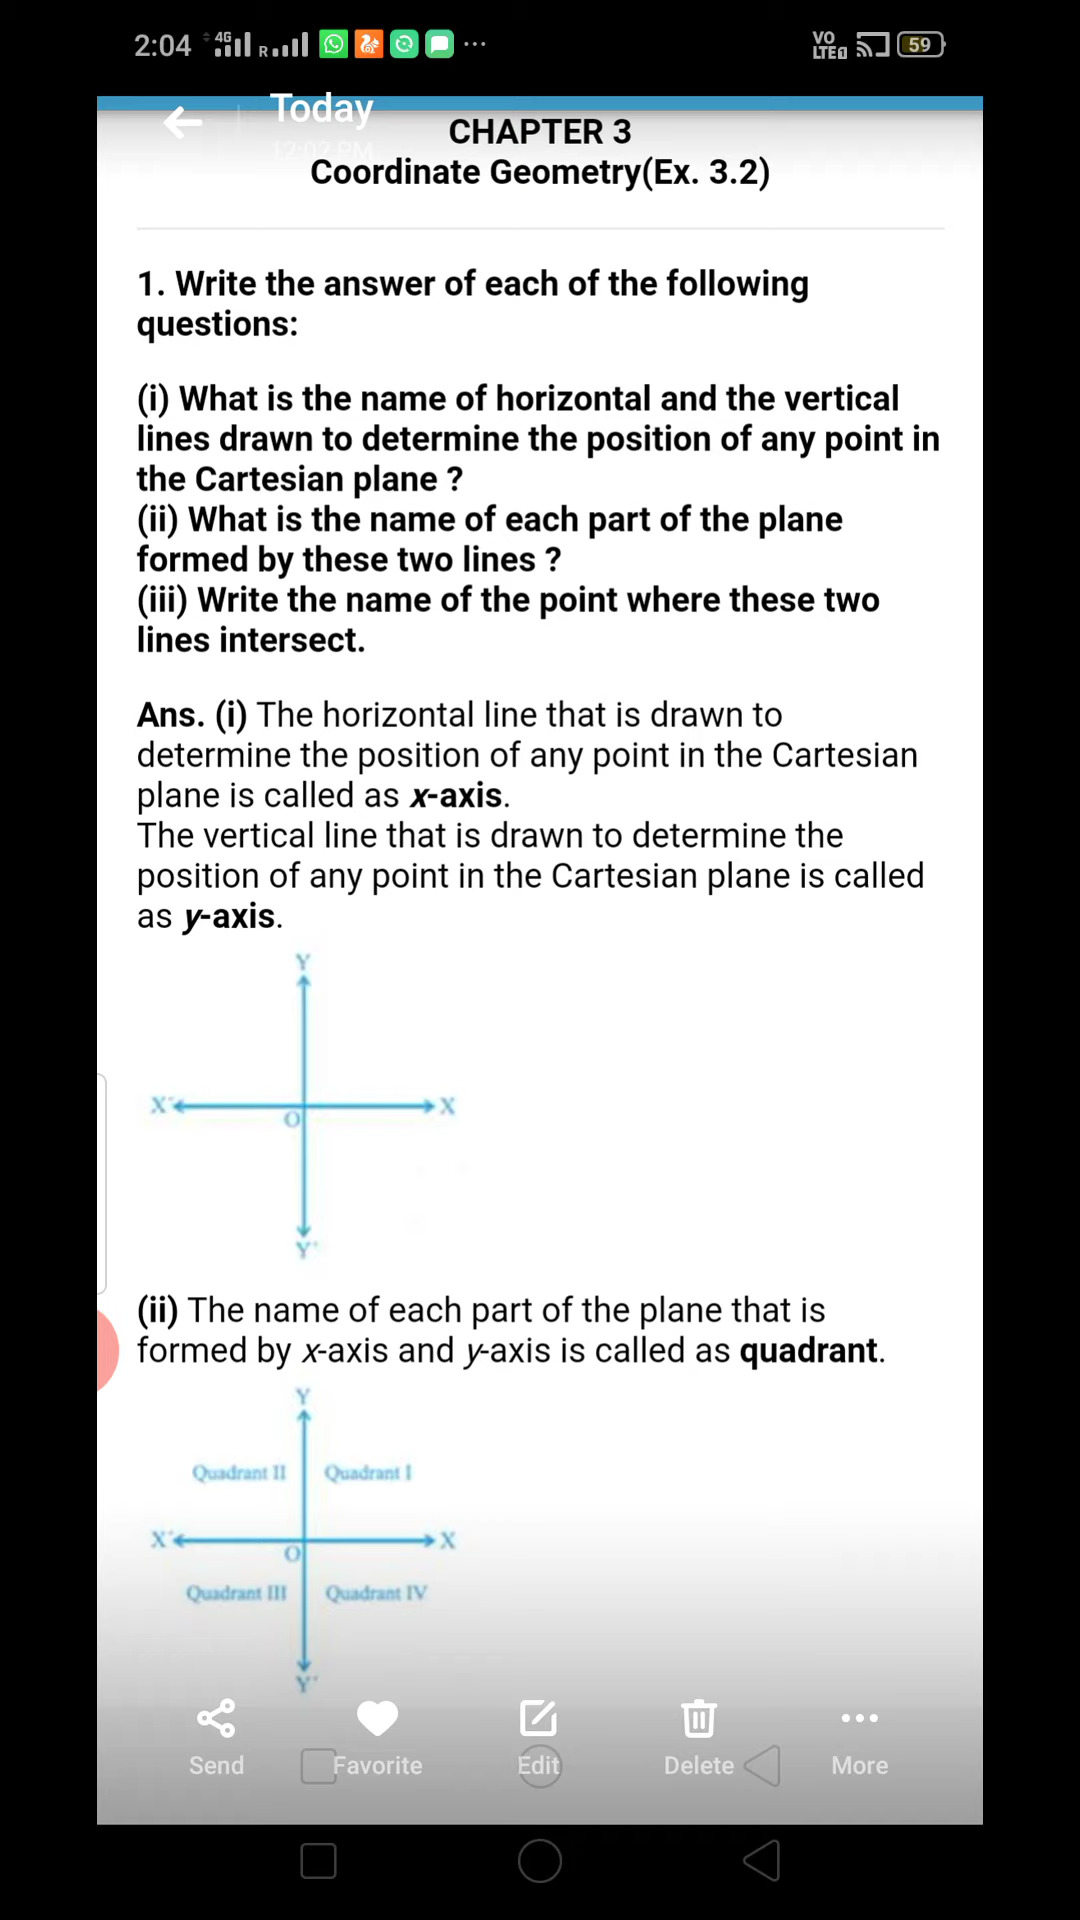 2:04 4G R ... VO LTE 1 59
Today
12:02 PM
CHAPTER 3
Coordinate Geometry(Ex. 3.2)
1. Write the answer of each of the following
questions:
(i) What is the name of horizontal and the vertical
lines drawn to determine the position of any point in
the Cartesian plane ?
(ii) What is the name of each part of the plane
formed by these two lines ?
(iii) Write the name of the point where these two
lines intersect.
Ans. (i) The horizontal line that is drawn to
determine the position of any point in the Cartesian
plane is called as x-axis.
The vertical line that is drawn to determine the
position of any point in the Cartesian plane is called
as y-axis.
Y
X' X
O
Y'
(ii) The name of each part of the plane that is
formed by x-axis and y-axis is called as quadrant.
Y
Quadrant II Quadrant I
X' X
O
Quadrant III Quadrant IV
Y'
Send Favorite Edit Delete More